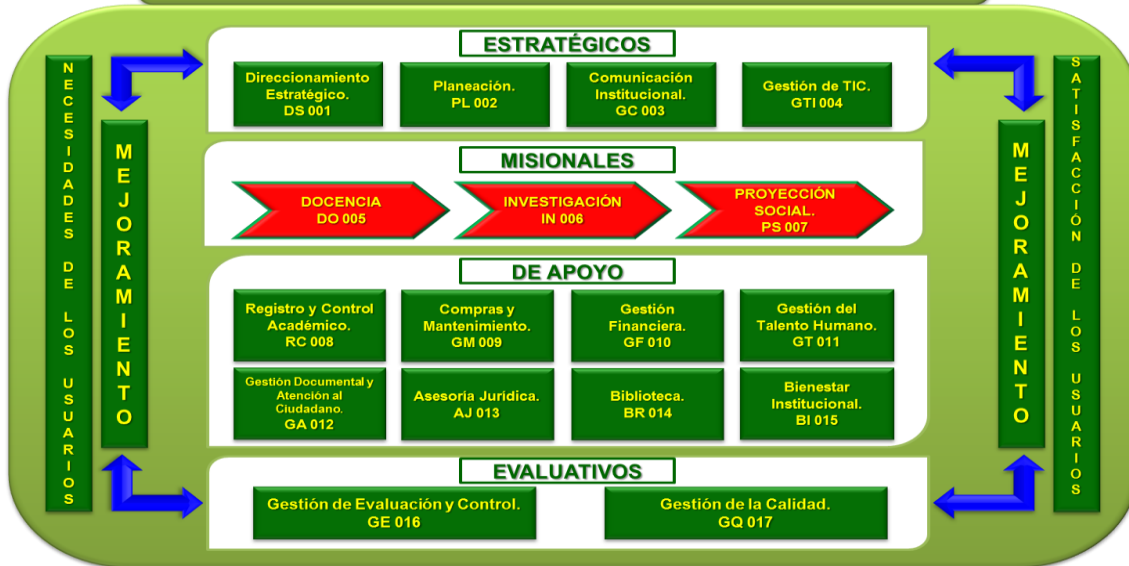 NECESIDADES DE LOS USUARIOS
MEJORAMIENTO
ESTRATÉGICOS
Direccionamiento
Estratégico.
DS 001
Planeación.
PL 002
Comunicación
Institucional.
GC 003
Gestión de TIC.
GTI 004
MISIONALES
DOCENCIA
DO 005
INVESTIGACIÓN
IN 006
PROYECCIÓN
SOCIAL.
PS 007
DE APOYO
Registro y Control
Académico.
RC 008
Compras y
Mantenimiento.
GM 009
Gestión
Financiera.
GF 010
Gestión del
Talento Humano.
GT 011
Gestión Documental y
Atención al
Ciudadano.
GA 012
Asesoría Jurídica.
AJ 013
Biblioteca.
BR 014
Bienestar
Institucional.
BI 015
EVALUATIVOS
Gestión de Evaluación y Control.
GE 016
Gestión de la Calidad.
GQ 017
MEJORAMIENTO
SATISFACCIÓN DE LOS USUARIOS